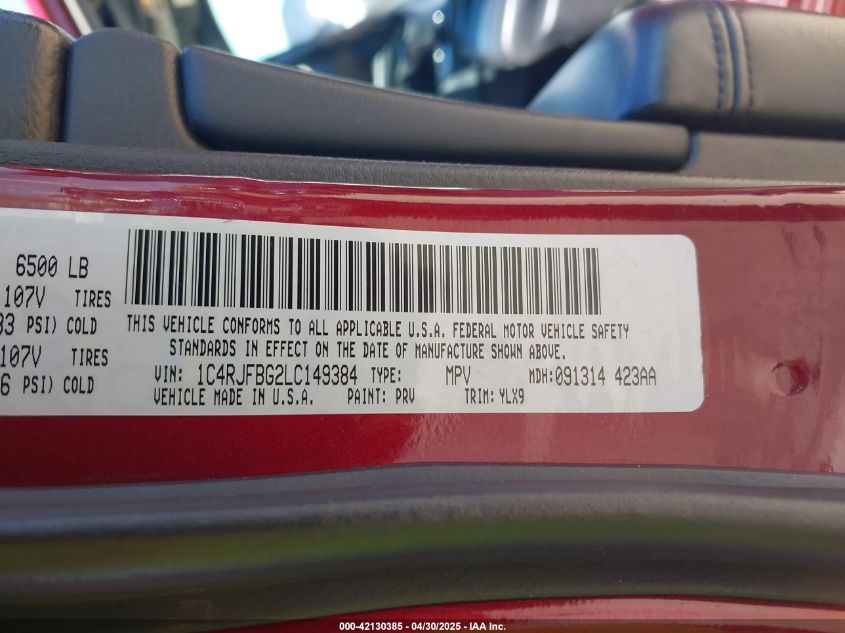 6500 LB
107V TIRES
33 PSI) COLD
107V TIRES
6 PSI) COLD
THIS VEHICLE CONFORMS TO ALL APPLICABLE U.S.A. FEDERAL MOTOR VEHICLE SAFETY
STANDARDS IN EFFECT ON THE DATE OF MANUFACTURE SHOWN ABOVE.
VIN: 1C4RJFBG2LC149384 TYPE: MPV MDH:091314 423AA
VEHICLE MADE IN U.S.A. PAINT: PRV TRIM: YLX9
000-42130385 - 04/30/2025 - IAA Inc.